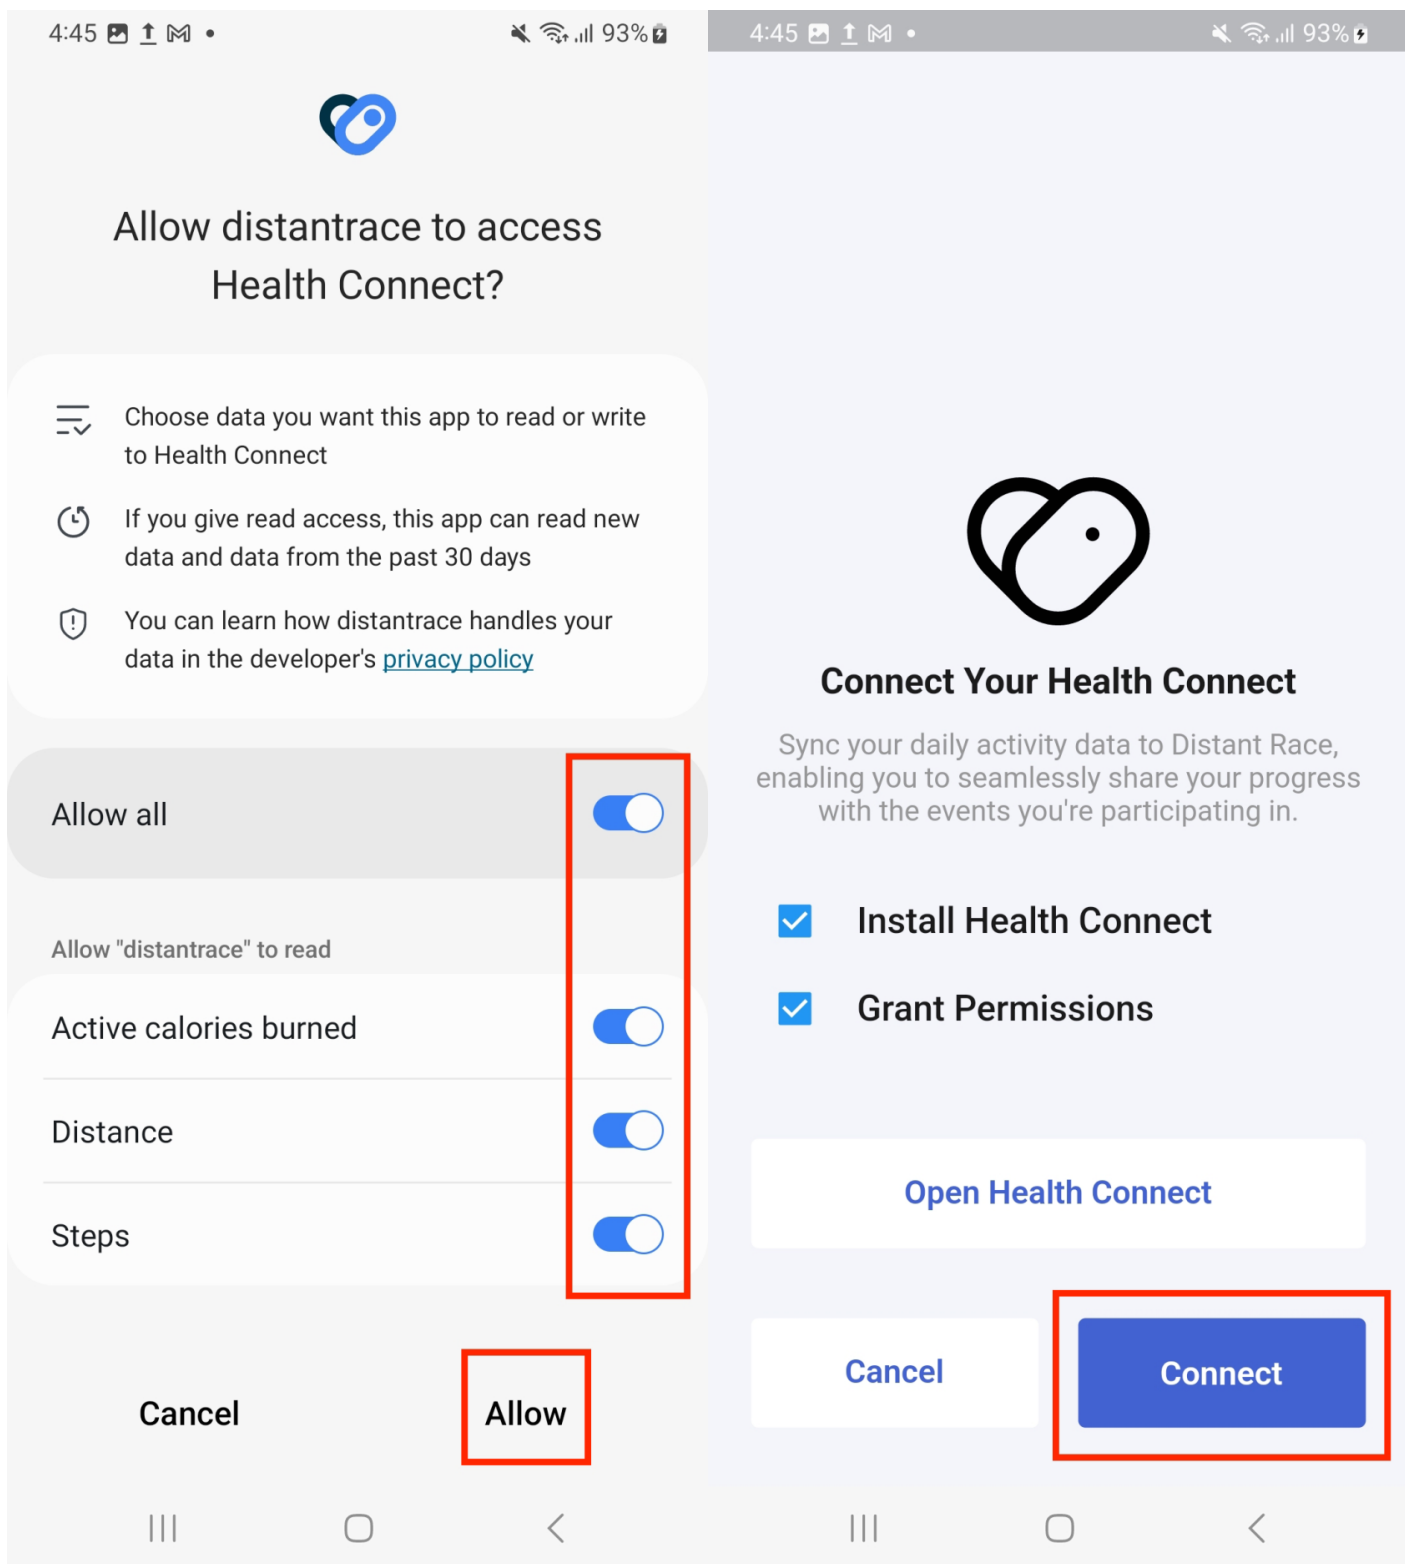 4:45
93%
Allow distantrace to access
Health Connect?
Choose data you want this app to read or write
to Health Connect
If you give read access, this app can read new
data and data from the past 30 days
You can learn how distantrace handles your
data in the developer's privacy policy
Allow all
Allow "distantrace" to read
Active calories burned
Distance
Steps
Cancel
Allow
4:45
93%
Connect Your Health Connect
Sync your daily activity data to Distant Race,
enabling you to seamlessly share your progress
with the events you're participating in.
Install Health Connect
Grant Permissions
Open Health Connect
Cancel
Connect